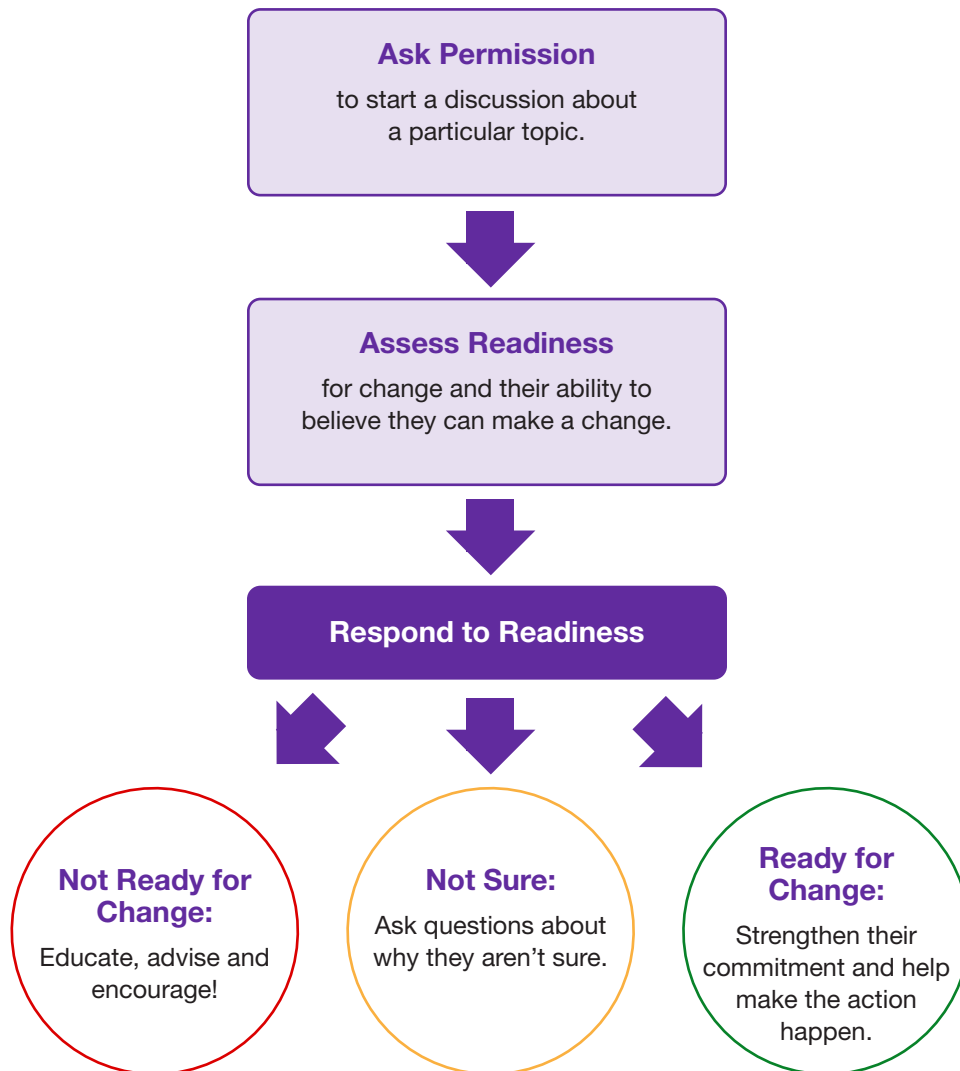 Ask Permission
to start a discussion about
a particular topic.
Assess Readiness
for change and their ability to
believe they can make a change.
Respond to Readiness
Not Ready for
Change:
Educate, advise and
encourage!
Not Sure:
Ask questions about
why they aren’t sure.
Ready for
Change:
Strengthen their
commitment and help
make the action
happen.